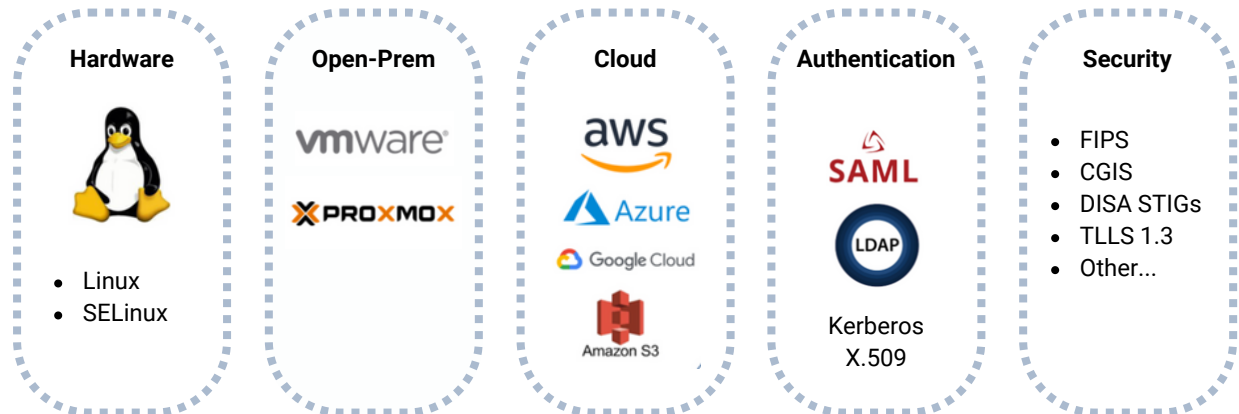 Hardware
Linux
SELinux
Open-Prem
vmware®
PROXMOX
Cloud
aws
Azure
Google Cloud
Amazon S3
Authentication
SAML
LDAP
Kerberos
X.509
Security
FIPS
CGIS
DISA STIGs
TLLS 1.3
Other...